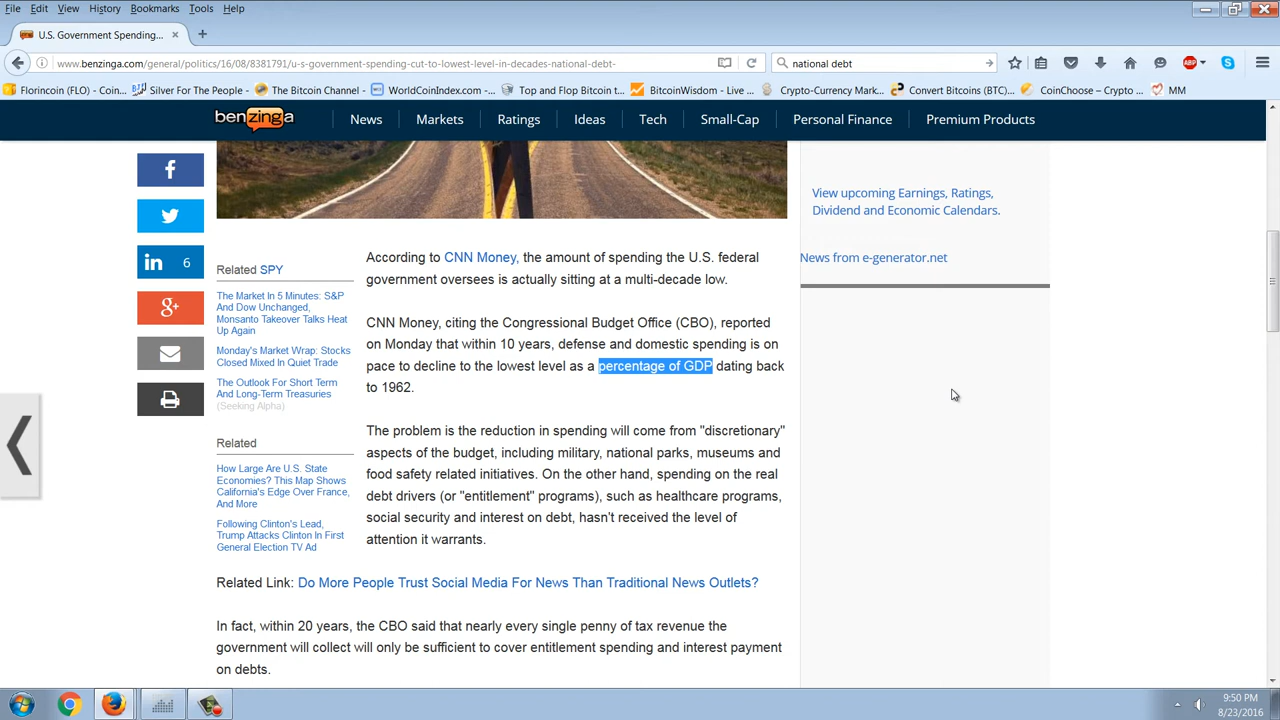 File Edit View History Bookmarks Tools Help
U.S. Government Spending...
www.benzinga.com/general/politics/16/08/8381791/u-s-government-spending-cut-to-lowest-level-in-decades-national-debt-
national debt
Florincoin (FLO) - Coin... Silver For The People - ... The Bitcoin Channel - ... WorldCoinIndex.com -... Top and Flop Bitcoin t... BitcoinWisdom - Live ... Crypto-Currency Mark... Convert Bitcoins (BTC)... CoinChoose – Crypto ... MM
benzinga News Markets Ratings Ideas Tech Small-Cap Personal Finance Premium Products
View upcoming Earnings, Ratings,
Dividend and Economic Calendars.
News from e-generator.net
in 6
Related SPY
The Market In 5 Minutes: S&P
And Dow Unchanged,
Monsanto Takeover Talks Heat
Up Again
Monday's Market Wrap: Stocks
Closed Mixed In Quiet Trade
The Outlook For Short Term
And Long-Term Treasuries
(Seeking Alpha)
Related
How Large Are U.S. State
Economies? This Map Shows
California's Edge Over France,
And More
Following Clinton's Lead,
Trump Attacks Clinton In First
General Election TV Ad
According to CNN Money, the amount of spending the U.S. federal
government oversees is actually sitting at a multi-decade low.
CNN Money, citing the Congressional Budget Office (CBO), reported
on Monday that within 10 years, defense and domestic spending is on
pace to decline to the lowest level as a percentage of GDP dating back
to 1962.
The problem is the reduction in spending will come from "discretionary"
aspects of the budget, including military, national parks, museums and
food safety related initiatives. On the other hand, spending on the real
debt drivers (or "entitlement" programs), such as healthcare programs,
social security and interest on debt, hasn't received the level of
attention it warrants.
Related Link: Do More People Trust Social Media For News Than Traditional News Outlets?
In fact, within 20 years, the CBO said that nearly every single penny of tax revenue the
government will collect will only be sufficient to cover entitlement spending and interest payment
on debts.
9:50 PM
8/23/2016